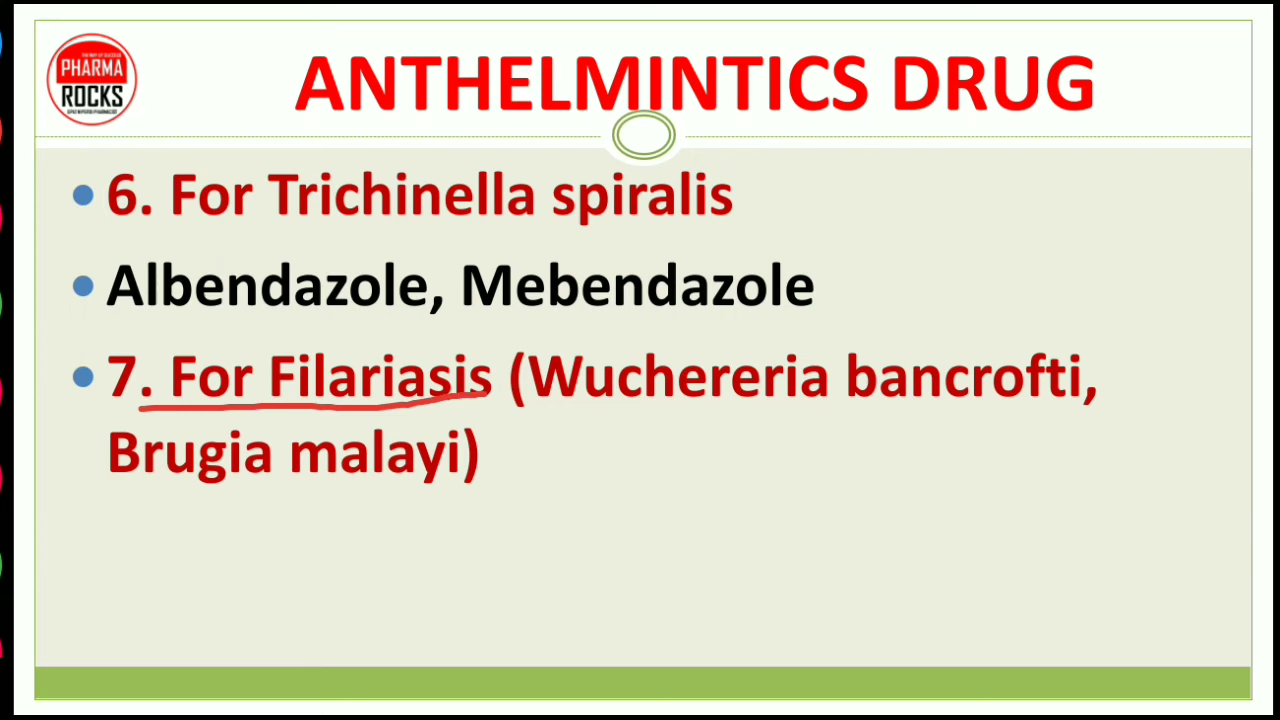 PHARMA
ROCKS
ANTHELMINTICS DRUG
• 6. For Trichinella spiralis
• Albendazole, Mebendazole
• 7. For Filariasis (Wuchereria bancrofti,
Brugia malayi)